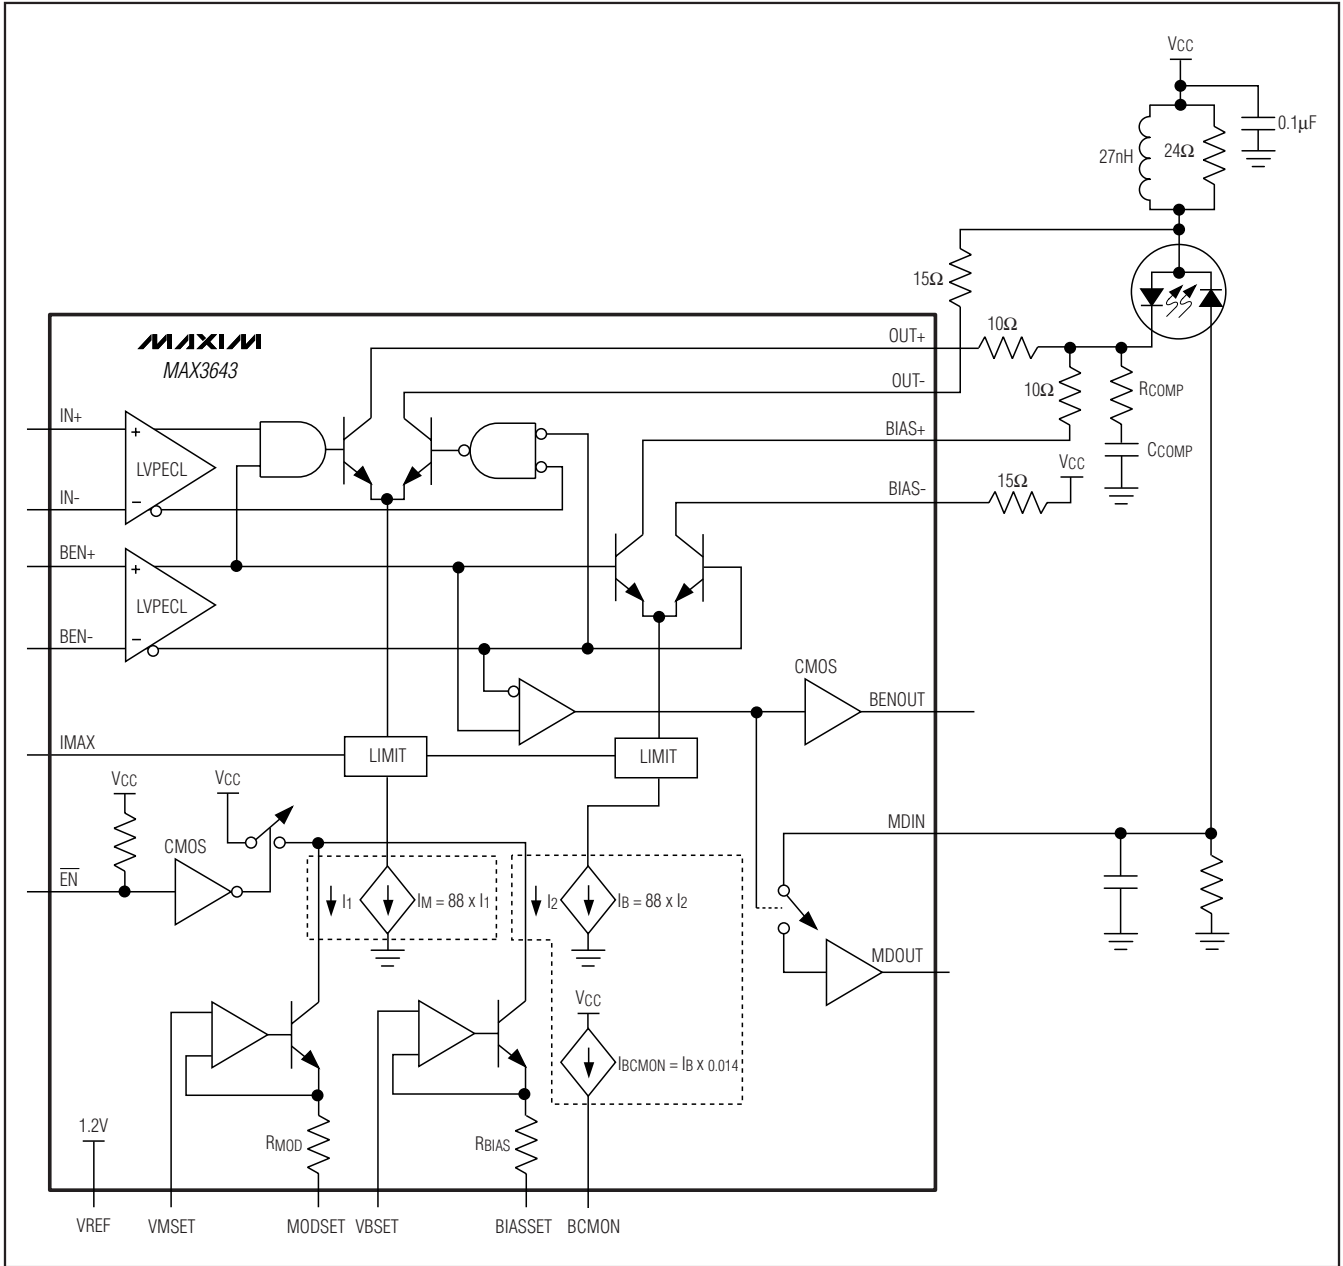 VCC
0.1µF
27nH
24Ω
15Ω
MAXIM
MAX3643
OUT+
10Ω
OUT-
10Ω
RCOMP
IN+
+
LVPECL
BIAS+
CCOMP
VCC
15Ω
IN-
−
BIAS-
BEN+
+
LVPECL
BEN-
−
CMOS
BENOUT
IMAX
LIMIT
LIMIT
VCC
VCC
MDIN
CMOS
EN
I1
IM = 88 x I1
I2
IB = 88 x I2
MDOUT
VCC
IBCMON = IB x 0.014
1.2V
RMOD
RBIAS
VREF
VMSET
MODSET
VBSET
BIASSET
BCMON